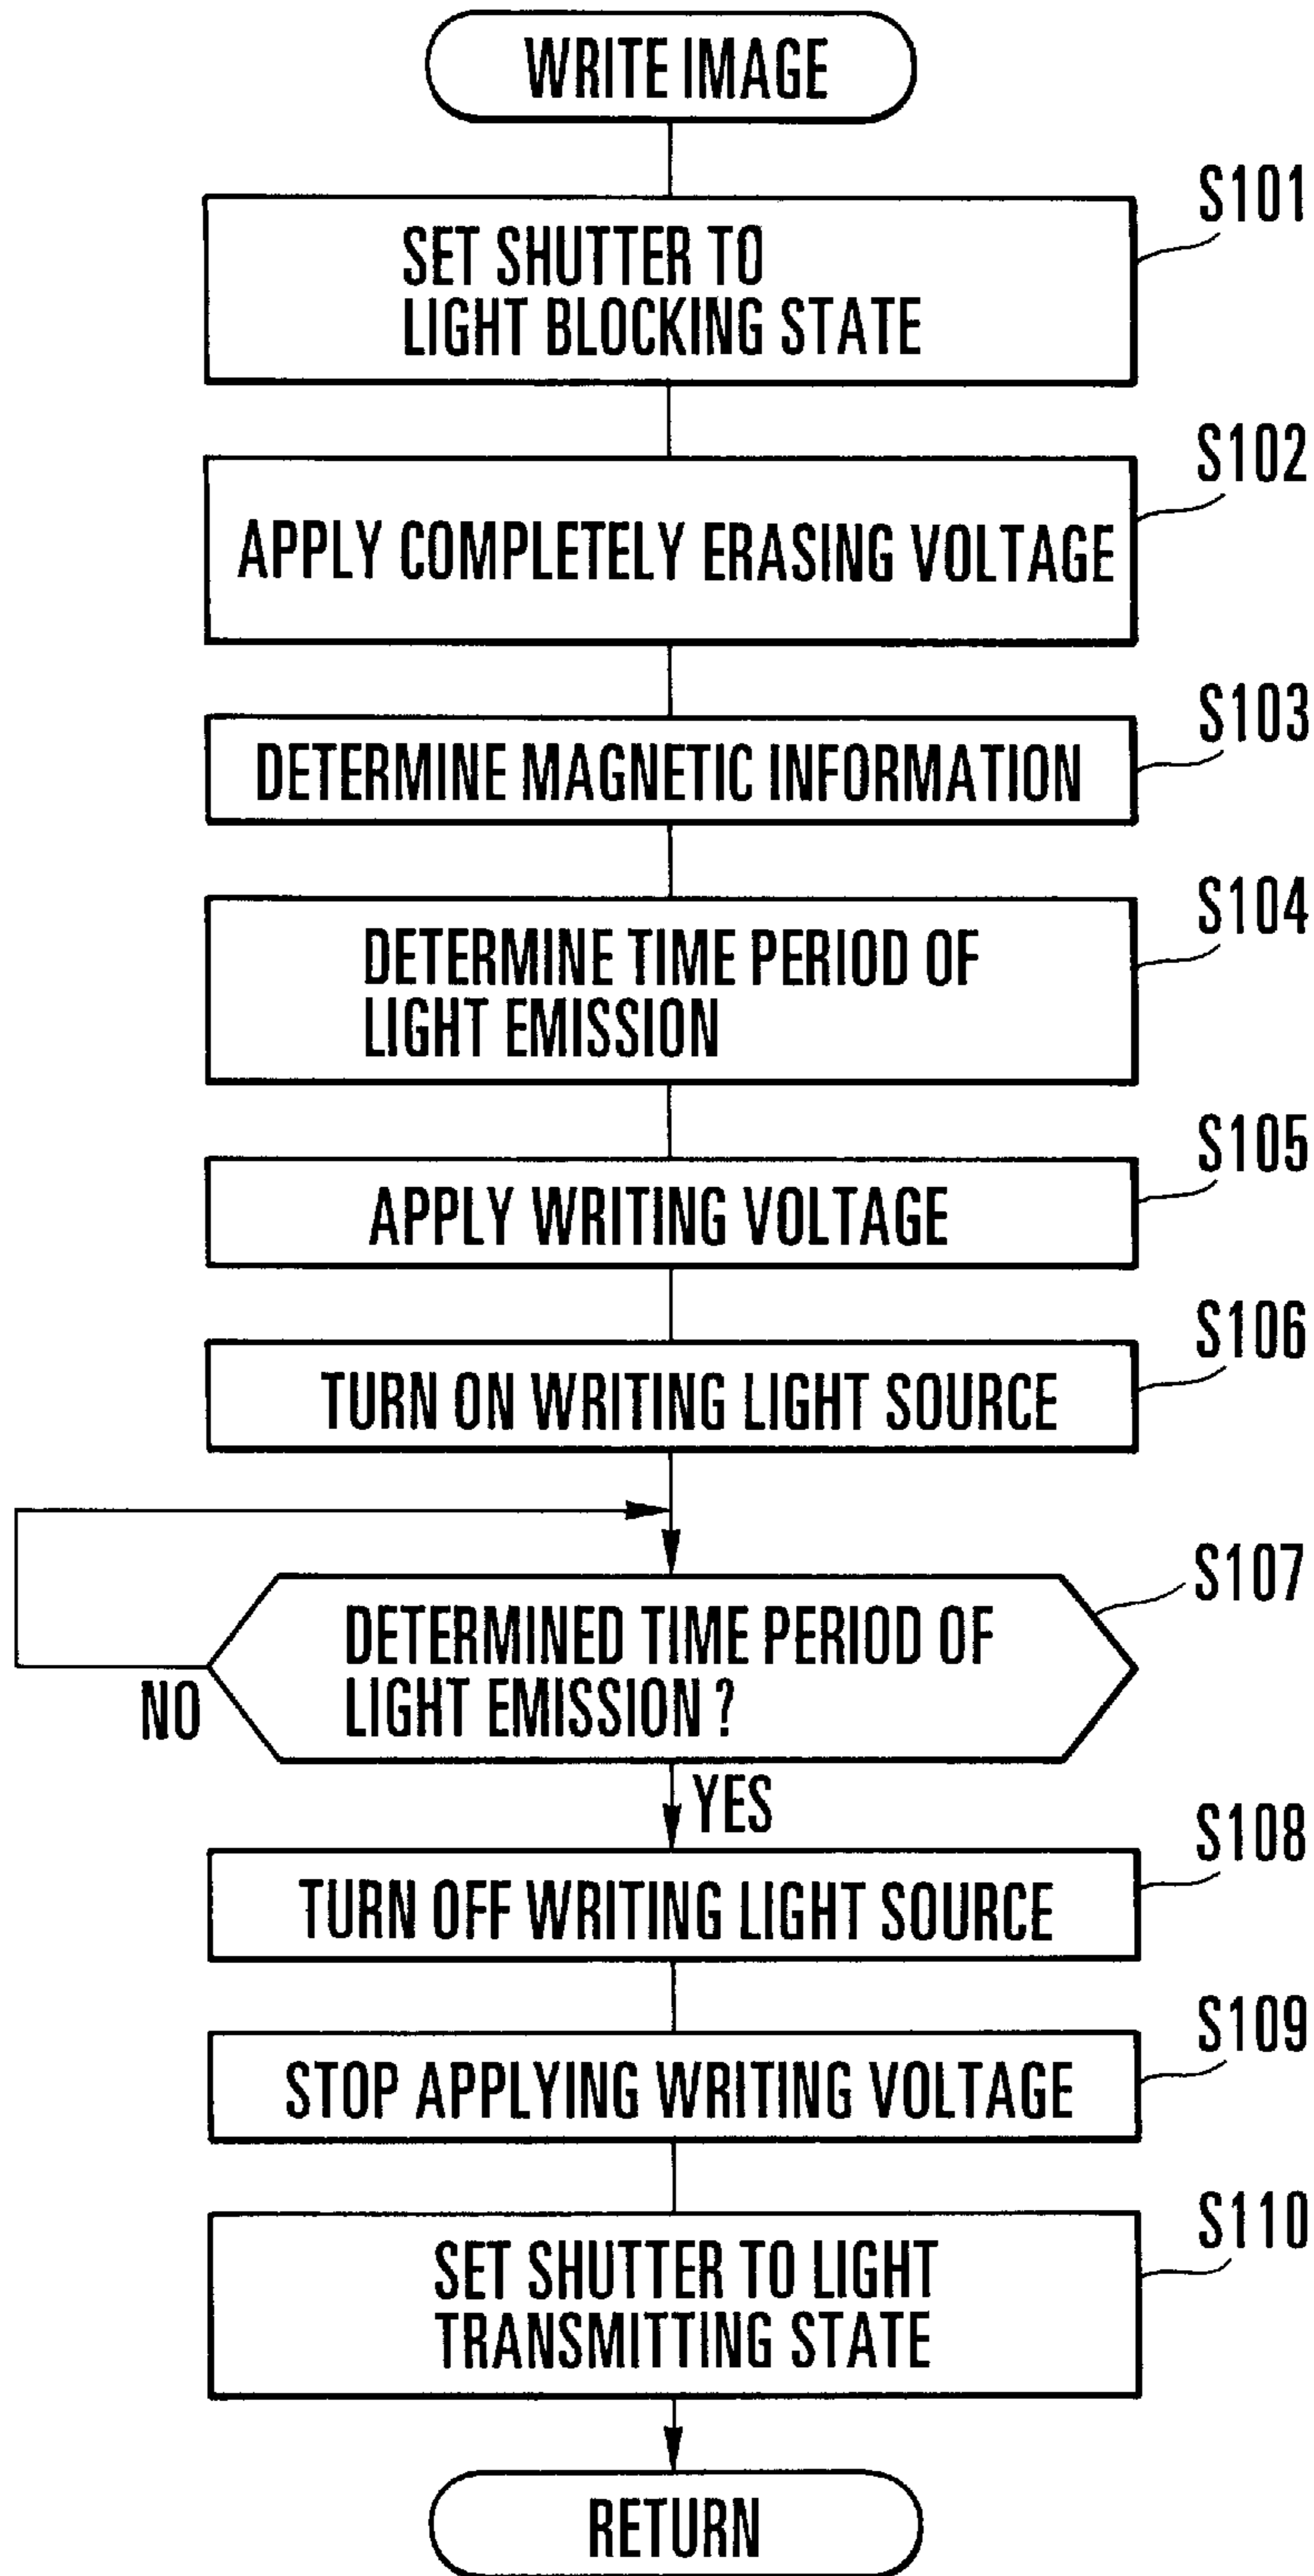 WRITE IMAGE
S101
SET SHUTTER TO
LIGHT BLOCKING STATE
S102
APPLY COMPLETELY ERASING VOLTAGE
S103
DETERMINE MAGNETIC INFORMATION
S104
DETERMINE TIME PERIOD OF
LIGHT EMISSION
S105
APPLY WRITING VOLTAGE
S106
TURN ON WRITING LIGHT SOURCE
S107
DETERMINED TIME PERIOD OF
LIGHT EMISSION ?
NO
YES
S108
TURN OFF WRITING LIGHT SOURCE
S109
STOP APPLYING WRITING VOLTAGE
S110
SET SHUTTER TO LIGHT
TRANSMITTING STATE
RETURN